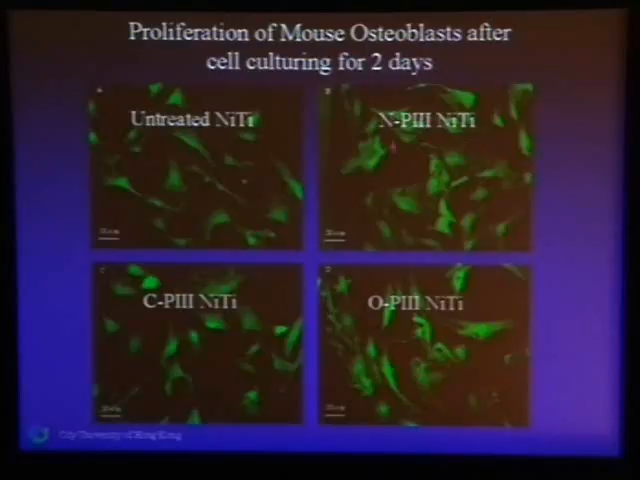 Proliferation of Mouse Osteoblasts after
cell culturing for 2 days
A
Untreated NiTi
N-PIII NiTi
C
C-PIII NiTi
O-PIII NiTi
City University of Hong Kong